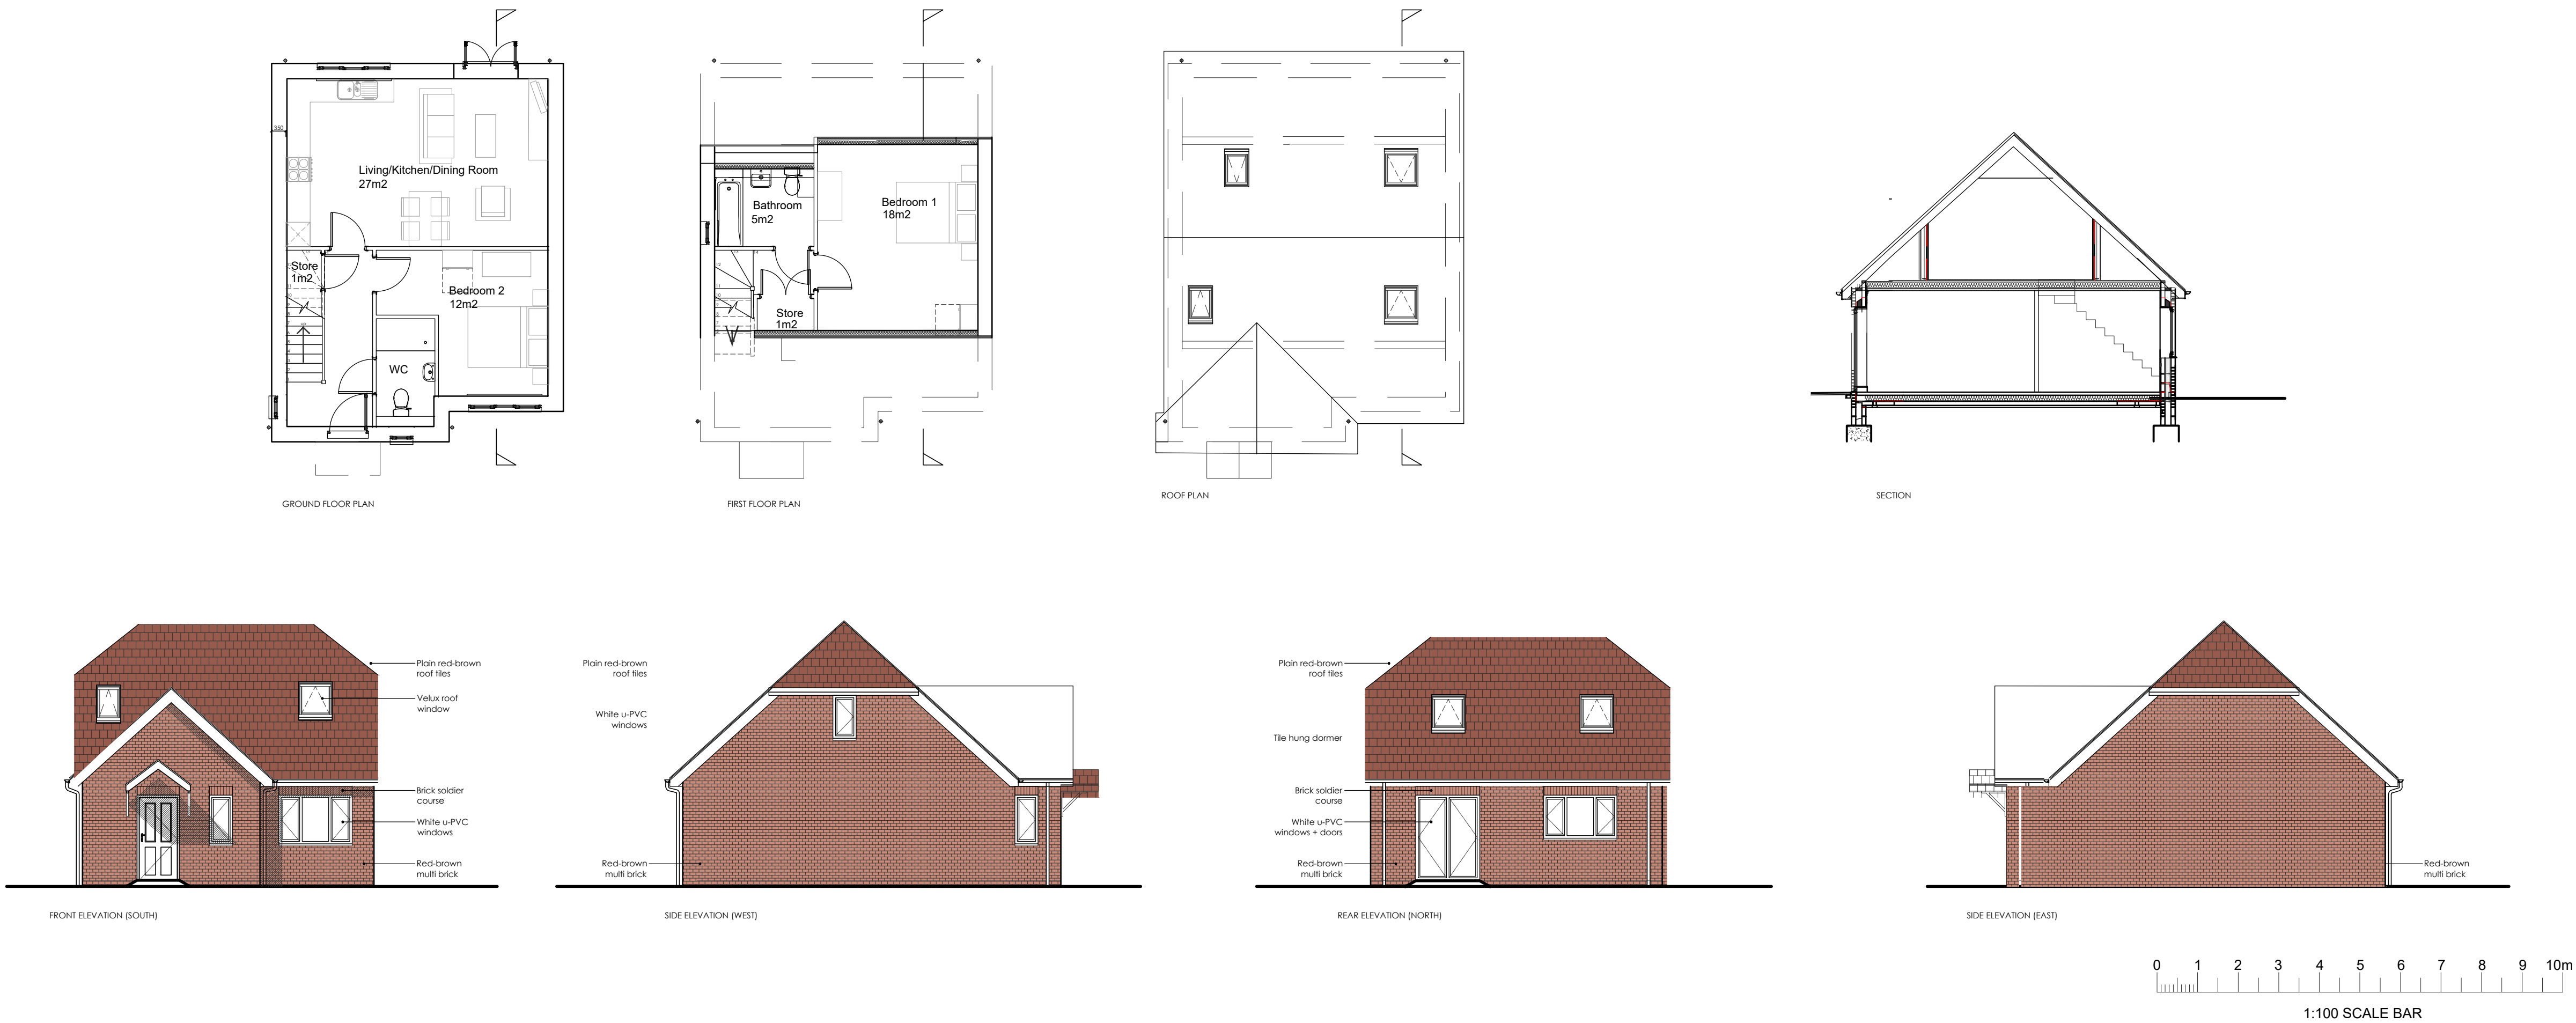 350
Living/Kitchen/Dining Room
27m2
Store
1m2
Bedroom 2
12m2
WC
GROUND FLOOR PLAN
Bathroom
5m2
Bedroom 1
18m2
Store
1m2
FIRST FLOOR PLAN
ROOF PLAN
SECTION
Plain red-brown
roof tiles
Velux roof
window
Brick soldier
course
White u-PVC
windows
Red-brown
multi brick
FRONT ELEVATION (SOUTH)
Plain red-brown
roof tiles
White u-PVC
windows
Red-brown
multi brick
SIDE ELEVATION (WEST)
Plain red-brown
roof tiles
Tile hung dormer
Brick soldier
course
White u-PVC
windows + doors
Red-brown
multi brick
REAR ELEVATION (NORTH)
Red-brown
multi brick
SIDE ELEVATION (EAST)
0 1 2 3 4 5 6 7 8 9 10m
1:100 SCALE BAR